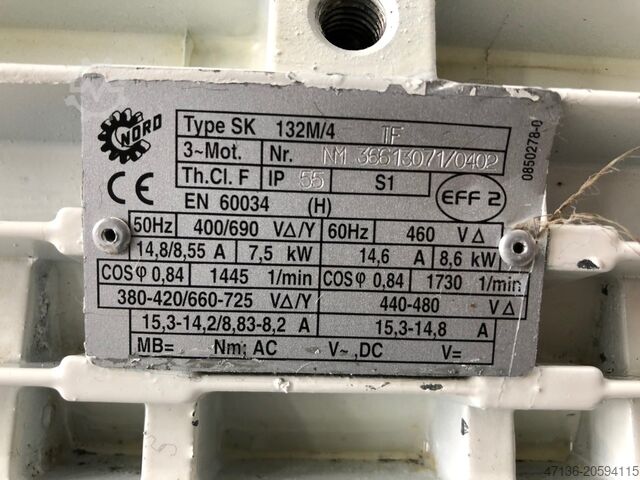 NORD
Type SK 132M/4 TF
3~Mot. Nr. NM 36613071/0402
Th.Cl. F IP 55 S1
CE EN 60034 (H) EFF 2
50Hz 400/690 V∆/Y 60Hz 460 V∆
14,8/8,55 A 7,5 kW 14,6 A 8,6 kW
COSφ 0,84 1445 1/min COSφ 0,84 1730 1/min
380-420/660-725 V∆/Y 440-480 V∆
15,3-14,2/8,83-8,2 A 15,3-14,8 A
MB= Nm; AC V~,DC V=
0850278-0
47136-20594115